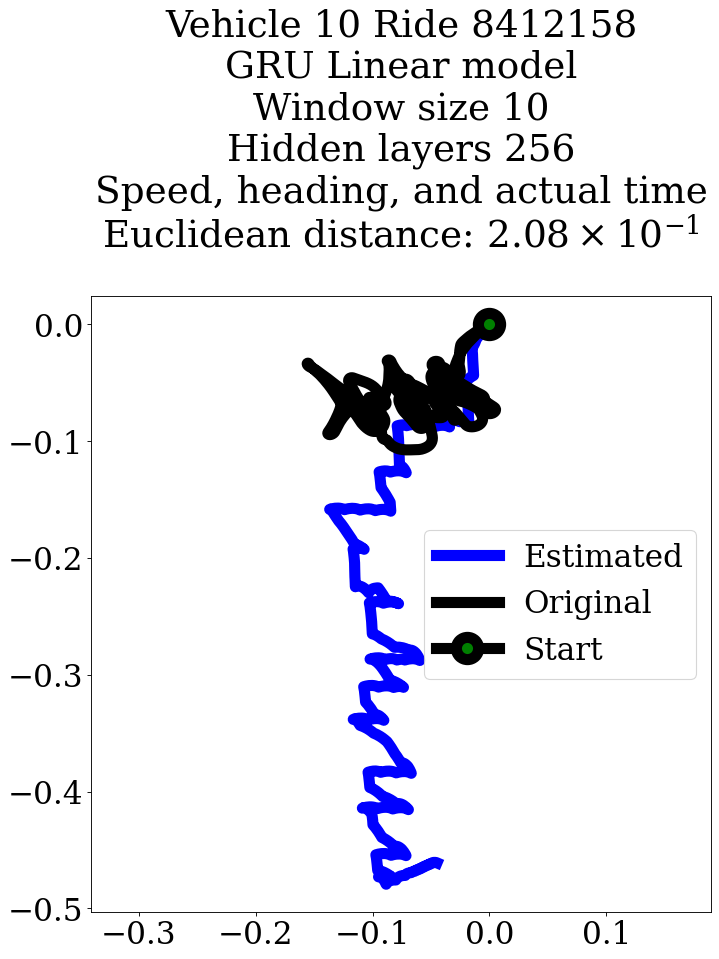 Vehicle 10 Ride 8412158
GRU Linear model
Window size 10
Hidden layers 256
Speed, heading, and actual time
Euclidean distance: 2.08 × 10⁻¹
0.0
−0.1
−0.2
−0.3
−0.4
−0.5
Estimated
Original
Start
−0.3 −0.2 −0.1 0.0 0.1